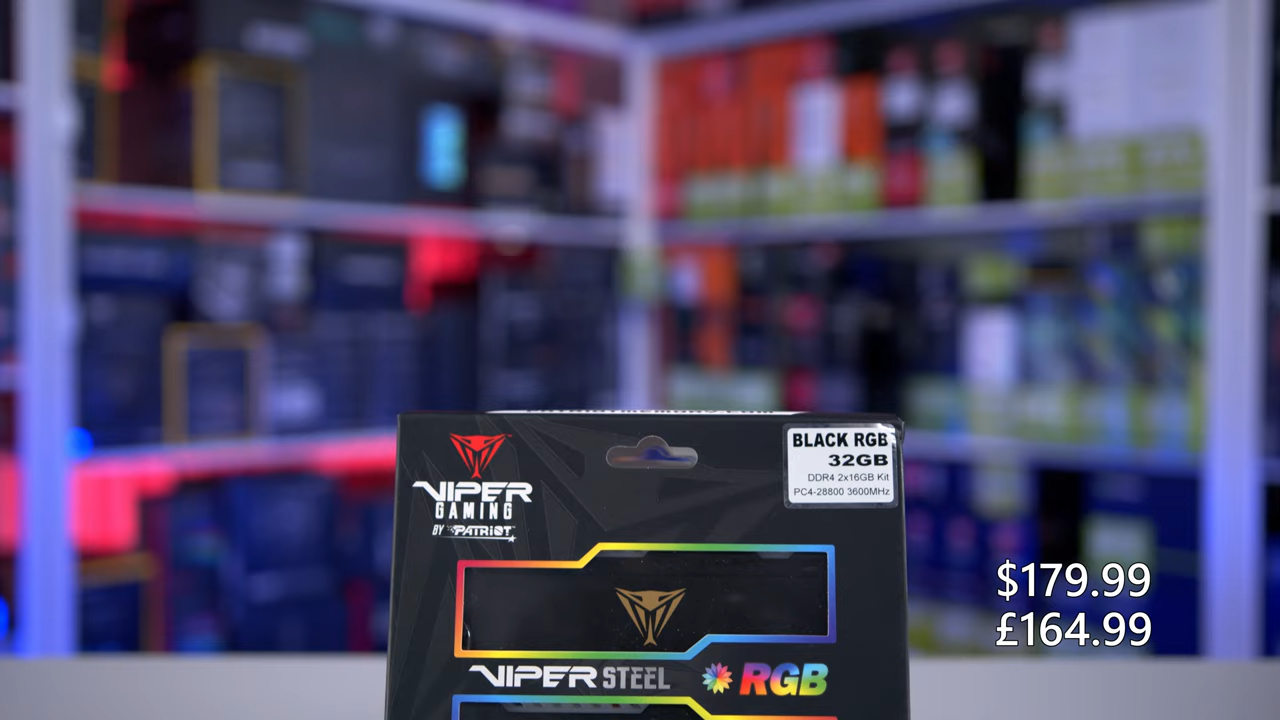 VIPER
GAMING
BY PATRIOT
BLACK RGB
32GB
DDR4 2x16GB Kit
PC4-28800 3600MHz
VIPER STEEL RGB
$179.99
£164.99